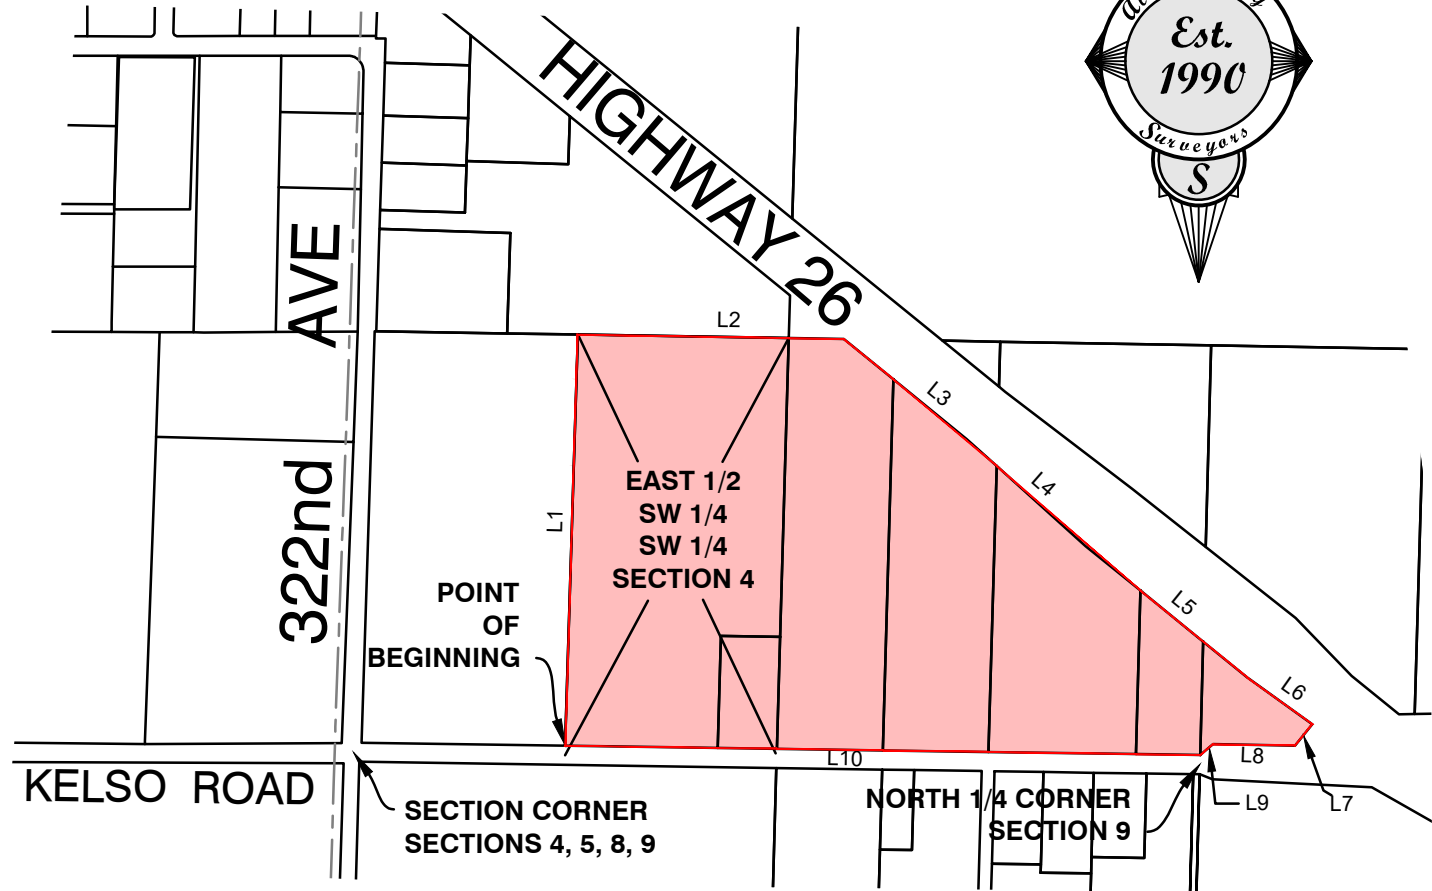 Est.
1990
Surveyors
S
HIGHWAY 26
322nd AVE
L2
L3
L1
L4
EAST 1/2
SW 1/4
SW 1/4
SECTION 4
POINT
OF
BEGINNING
L5
L6
L10
L8
KELSO ROAD
SECTION CORNER
SECTIONS 4, 5, 8, 9
NORTH 1/4 CORNER
SECTION 9
L9
L7